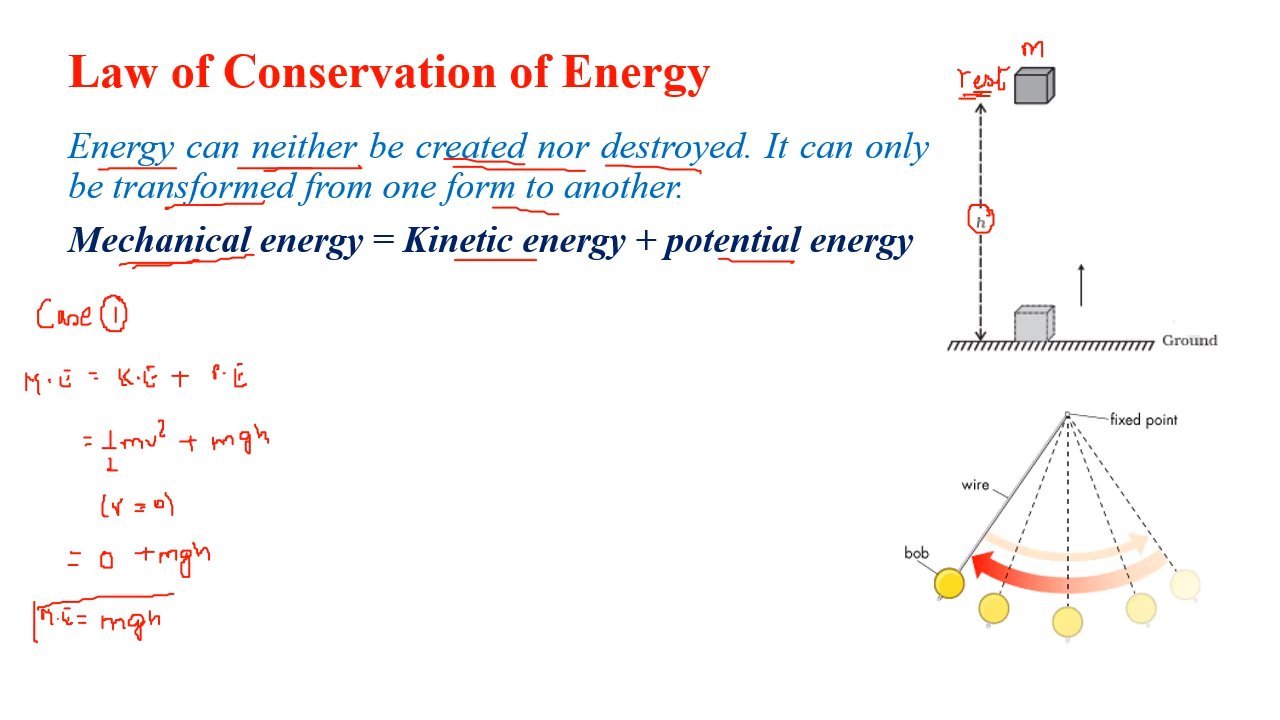 Law of Conservation of Energy
Energy can neither be created nor destroyed. It can only
be transformed from one form to another.
Mechanical energy = Kinetic energy + potential energy
Case ①
M.E = K.E + P.E
= 1/2 mv² + mgh
(v = 0)
= 0 + mgh
M.E = mgh
m
rest
h
Ground
fixed point
wire
bob